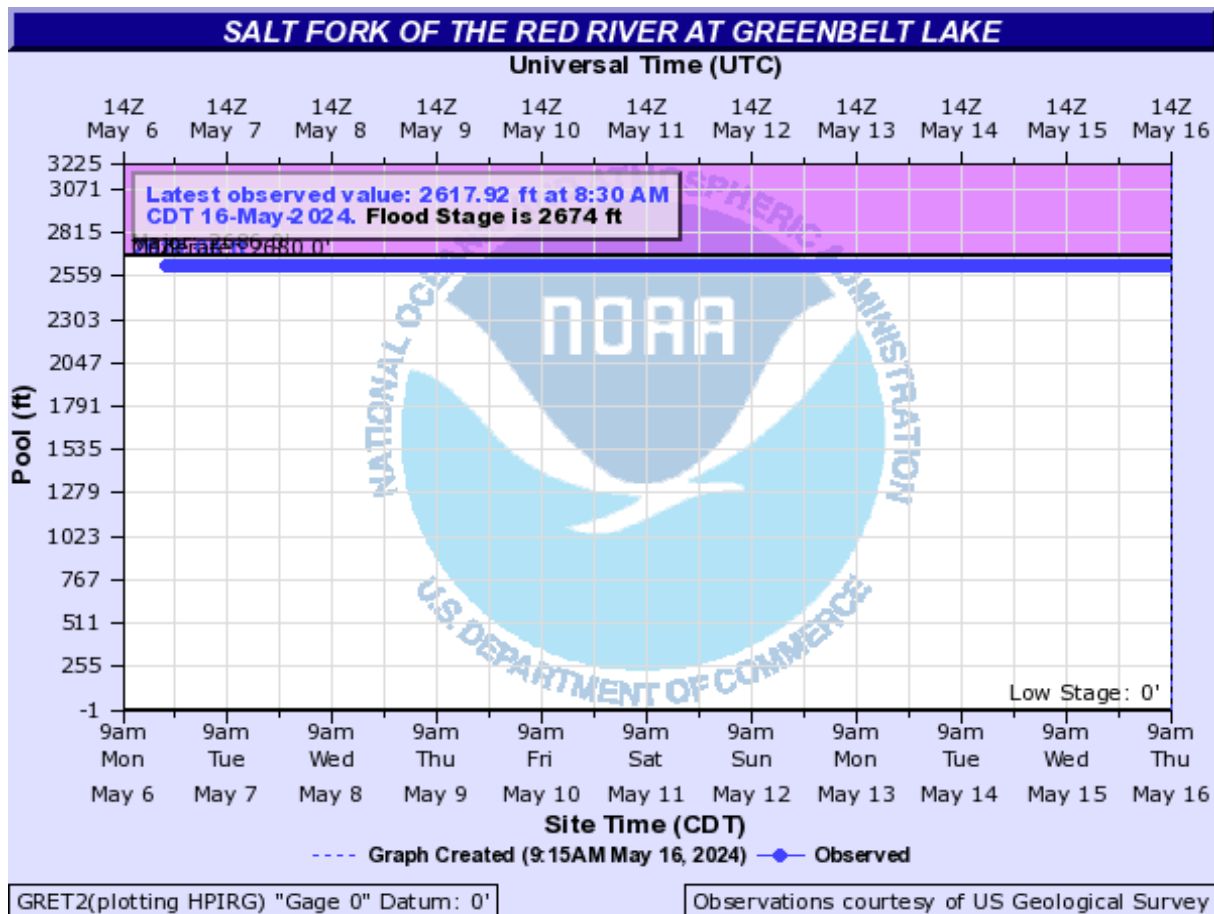 SALT FORK OF THE RED RIVER AT GREENBELT LAKE
Universal Time (UTC)
14Z 14Z 14Z 14Z 14Z 14Z 14Z 14Z 14Z 14Z 14Z
May 6 May 7 May 8 May 9 May 10 May 11 May 12 May 13 May 14 May 15 May 16
Pool (ft)
3225
3071
2815
2559
2303
2047
1791
1535
1279
1023
767
511
255
-1
Latest observed value: 2617.92 ft at 8:30 AM
CDT 16-May-2024. Flood Stage is 2674 ft
2680.0'
NATIONAL OCEANIC AND ATMOSPHERIC ADMINISTRATION
NOAA
U.S. DEPARTMENT OF COMMERCE
Low Stage: 0'
9am 9am 9am 9am 9am 9am 9am 9am 9am 9am 9am
Mon Tue Wed Thu Fri Sat Sun Mon Tue Wed Thu
May 6 May 7 May 8 May 9 May 10 May 11 May 12 May 13 May 14 May 15 May 16
Site Time (CDT)
Graph Created (9:15AM May 16, 2024) Observed
GRET2(plotting HPIRG) "Gage 0" Datum: 0'
Observations courtesy of US Geological Survey